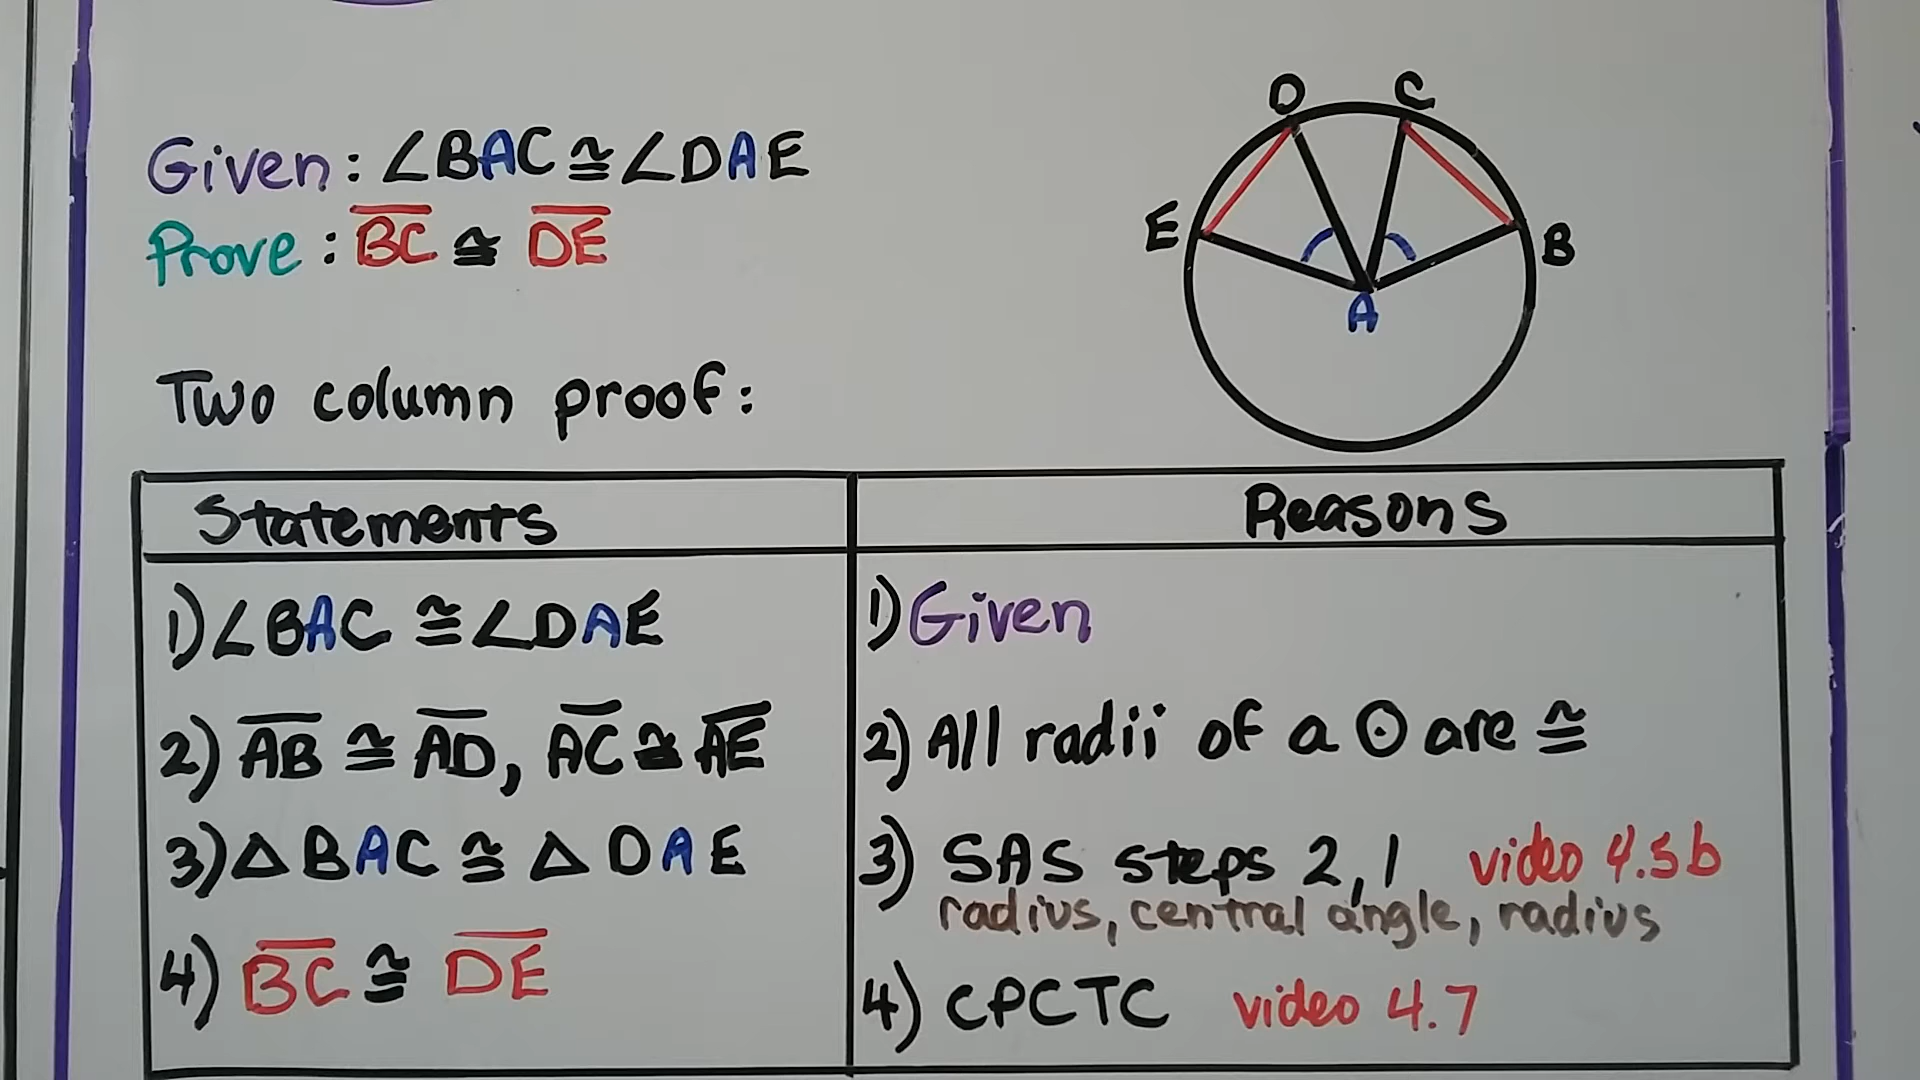 Given: ∠BAC ≅ ∠DAE
Prove: B̅C̅ ≅ D̅E̅
D C
E B
A
Two column proof:
Statements Reasons
1) ∠BAC ≅ ∠DAE 1) Given
2) A̅B̅ ≅ A̅D̅, A̅C̅ ≅ A̅E̅ 2) All radii of a ⊙ are ≅
3) △BAC ≅ △DAE 3) SAS steps 2, 1 video 4.5b
radius, central angle, radius
4) B̅C̅ ≅ D̅E̅ 4) CPCTC video 4.7